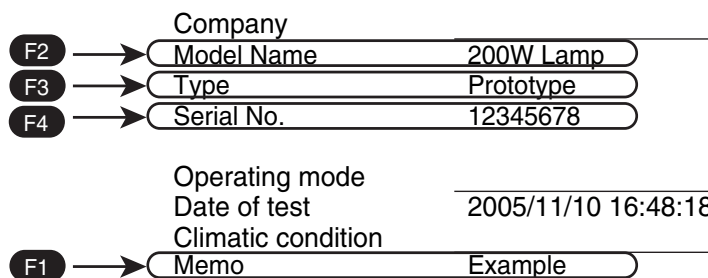 Company
F2 Model Name 200W Lamp
F3 Type Prototype
F4 Serial No. 12345678
Operating mode
Date of test 2005/11/10 16:48:18
Climatic condition
F1 Memo Example